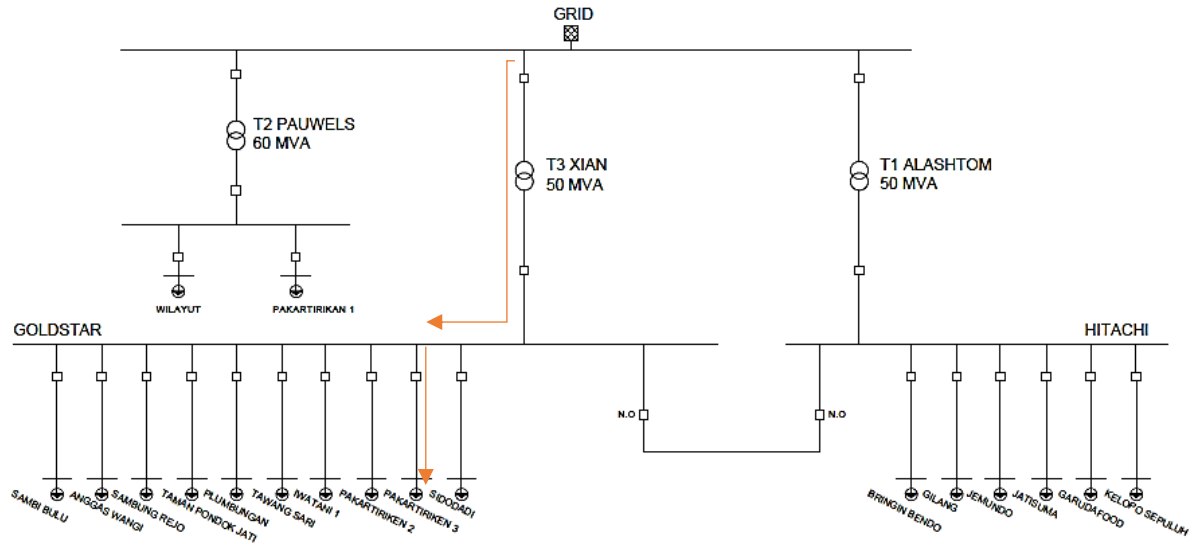 GRID
T2 PAUWELS
60 MVA
T3 XIAN
50 MVA
T1 ALASHTOM
50 MVA
WILAYUT
PAKARTIRIKAN 1
GOLDSTAR
HITACHI
N.O
N.O
SAMBI BULU
ANGGAS WANGI
SAMBUNG REJO
TAMAN PONDOK JATI
PLUMBUNGAN
TAWANG SARI
IWATANI 1
PAKARTIRIKEN 2
PAKARTIRIKEN 3
SIDODADI
BRINGIN BENDO
GILANG
JEMUNDO
JATISUMA
GARUDAFOOD
KELOPO SEPULUH